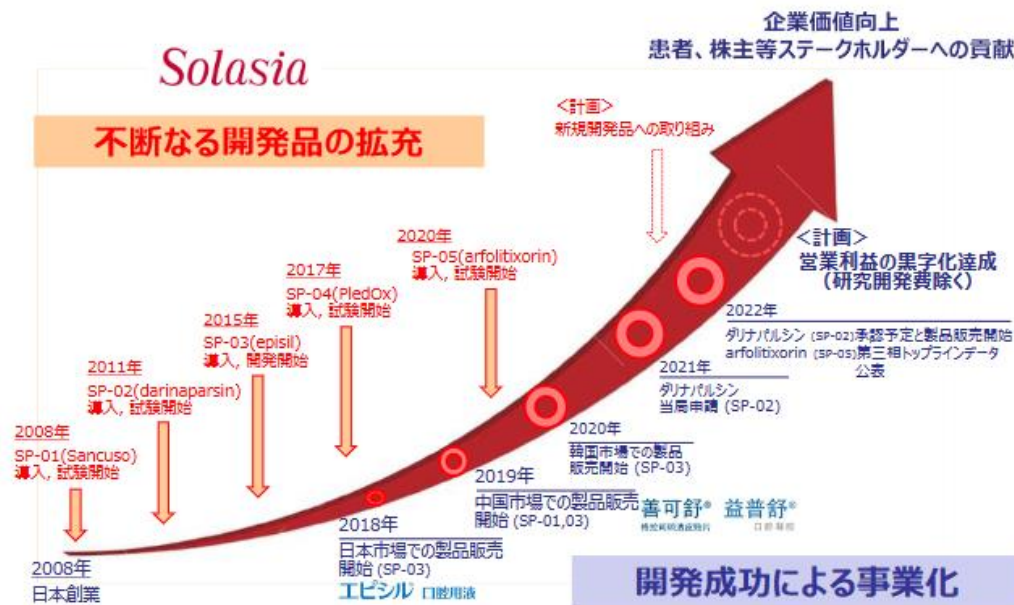 企業価値向上
患者、株主等ステークホルダーへの貢献
Solasia
不断なる開発品の拡充
<計画>
新規開発品への取り組み
2020年
SP-05(arfolitixorin)
導入, 試験開始
2017年
SP-04(PledOx)
導入, 試験開始
2015年
SP-03(episil)
導入, 開発開始
2011年
SP-02(darinaparsin)
導入, 試験開始
2008年
SP-01(Sancuso)
導入, 試験開始
<計画>
営業利益の黒字化達成
(研究開発費除く)
2022年
ダリナパルシン (SP-02)承認予定と製品販売開始
arfolitixorin (SP-05)第三相トップラインデータ
公表
2021年
ダリナパルシン
当局申請 (SP-02)
2020年
韓国市場での製品
販売開始 (SP-03)
2019年
中国市場での製品販売
開始 (SP-01,03)
善可舒® 益普舒®
口腔凝胶
2018年
日本市場での製品販売
開始 (SP-03)
エピシル 口腔用液
2008年
日本創業
開発成功による事業化